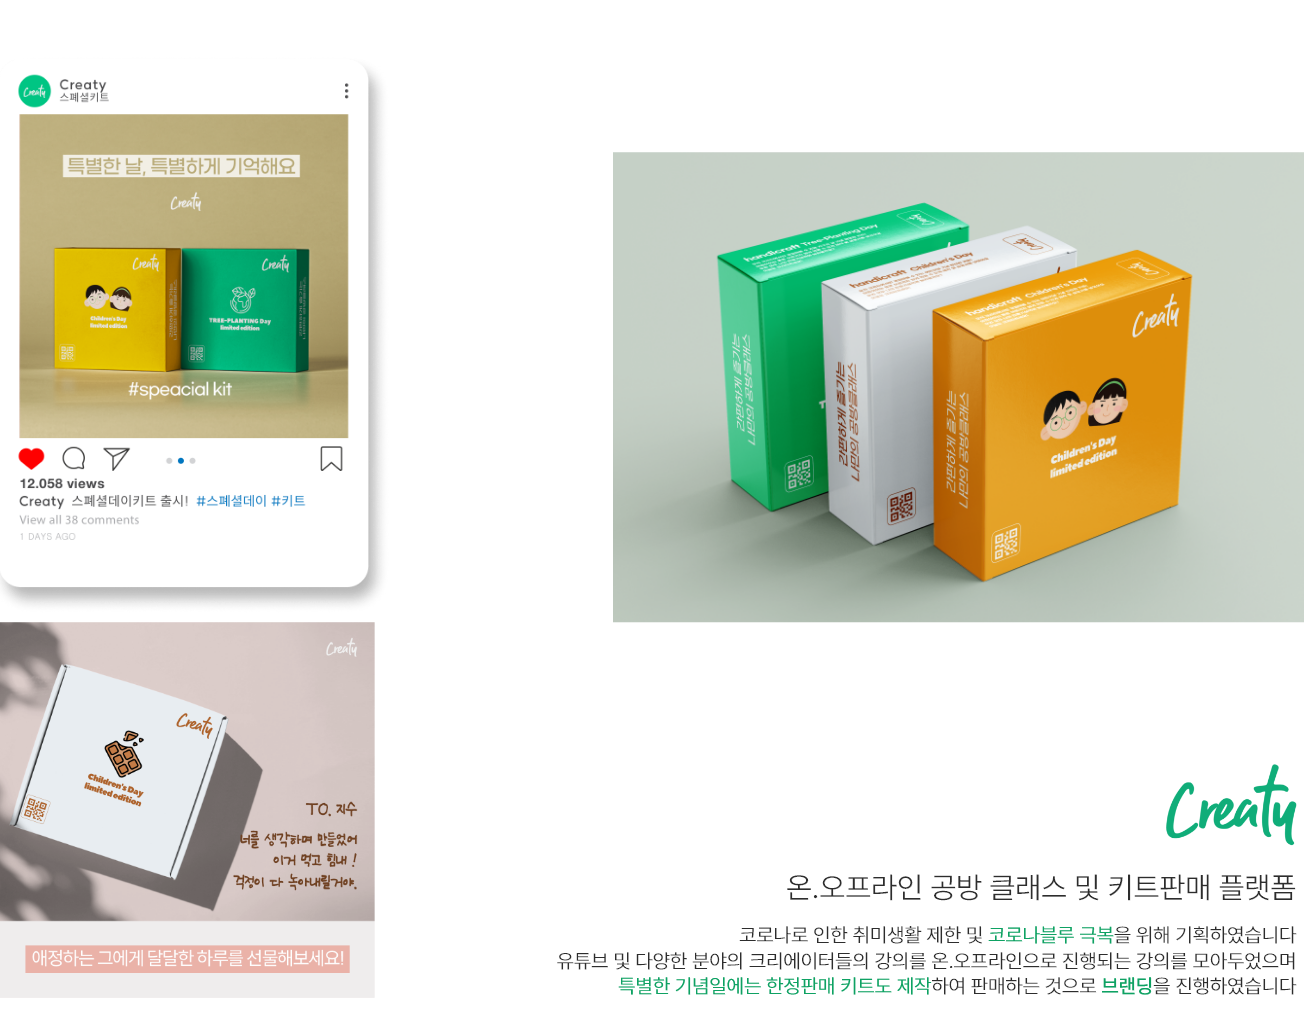 Creaty
Creaty
스페셜키트
특별한 날, 특별하게 기억해요
Creaty
Creaty
Children's Day
limited edition
Creaty
TREE-PLANTING Day
limited edition
#speacial kit
12.058 views
Creaty 스페셜데이키트 출시! #스페셜데이 #키트
View all 38 comments
1 DAYS AGO
handicraft Tree-Planting Day
Creaty
handicraft Children's Day
Creaty
handicraft Children's Day
Creaty
Creaty
Children's Day
limited edition
간편하게 즐기는
나만의 공방클래스
간편하게 즐기는
나만의 공방클래스
간편하게 즐기는
나만의 공방클래스
Creaty
Creaty
Children's Day
limited edition
TO. 지수
너를 생각하며 만들었어
이거 먹고 힘내 !
걱정이 다 녹아내릴거야.
애정하는 그에게 달달한 하루를 선물해보세요!
Creaty
온.오프라인 공방 클래스 및 키트판매 플랫폼
코로나로 인한 취미생활 제한 및 코로나블루 극복을 위해 기획하였습니다
유튜브 및 다양한 분야의 크리에이터들의 강의를 온.오프라인으로 진행되는 강의를 모아두었으며
특별한 기념일에는 한정판매 키트도 제작하여 판매하는 것으로 브랜딩을 진행하였습니다